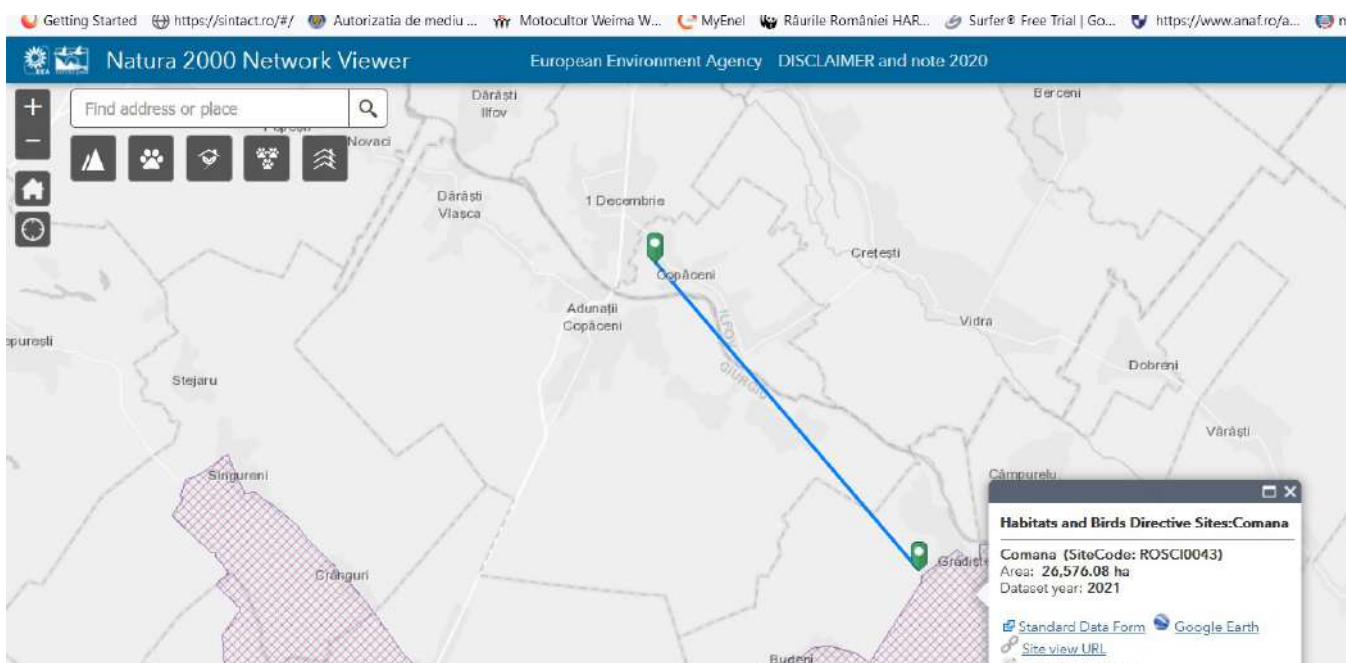 Getting Started https://sintact.ro/#/ Autorizatia de mediu ... Motocultor Weima W... MyEnel Râurile României HAR... Surfer® Free Trial | Go... https://www.anaf.ro/a...
Natura 2000 Network Viewer European Environment Agency DISCLAIMER and note 2020
Find address or place
Novaci
Dărăști
Ilfov
Berceni
Dărăști
Vlașca
1 Decembrie
Copăceni
Crețești
Adunații
Copăceni
ILFOV
GIURGIU
Vidra
Dobreni
Stejaru
Vărăști
Singureni
Câmpurelu
Crânguri
Habitats and Birds Directive Sites:Comana
Comana (SiteCode: ROSCI0043)
Area: 26,576.08 ha
Dataset year: 2021
Standard Data Form Google Earth
Site view URL
Budeni